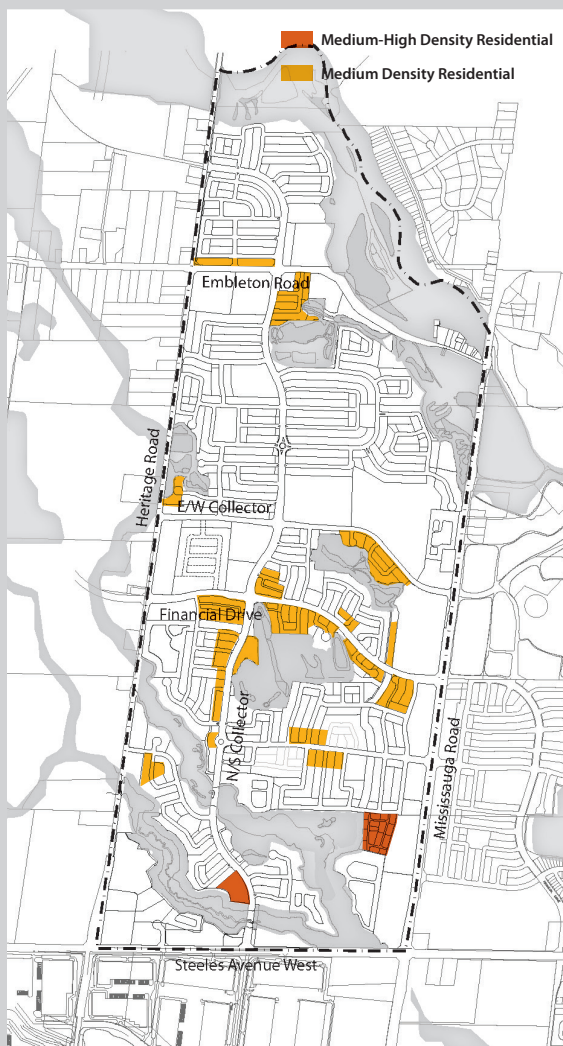 Medium-High Density Residential
Medium Density Residential
Embleton Road
Heritage Road
E/W Collector
Financial Drive
N/S Collector
Mississauga Road
Steeles Avenue West